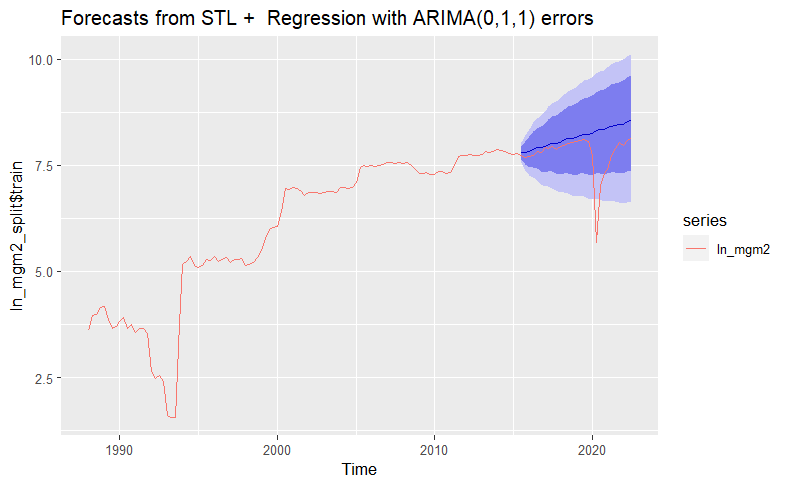 Forecasts from STL +  Regression with ARIMA(0,1,1) errors
10.0
7.5
5.0
2.5
ln_mgm2_split$train
1990
2000
2010
2020
Time
series
ln_mgm2